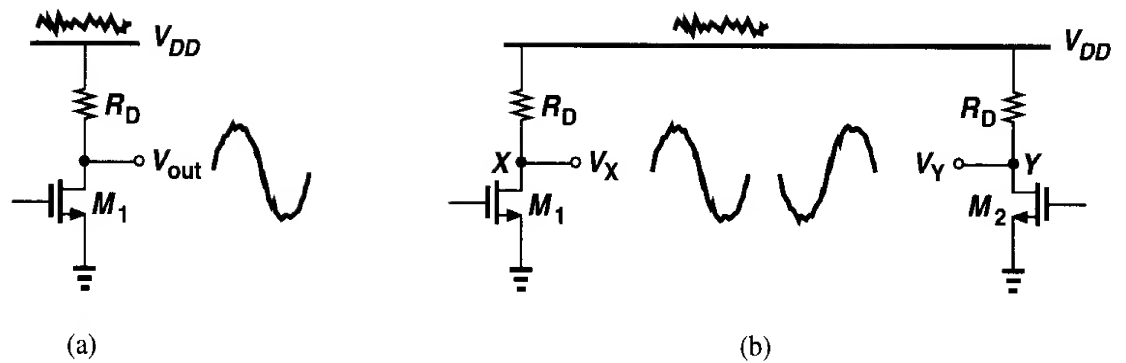 V_DD
R_D
V_out
M_1
(a)
V_DD
R_D
R_D
X
V_X
V_Y
Y
M_1
M_2
(b)